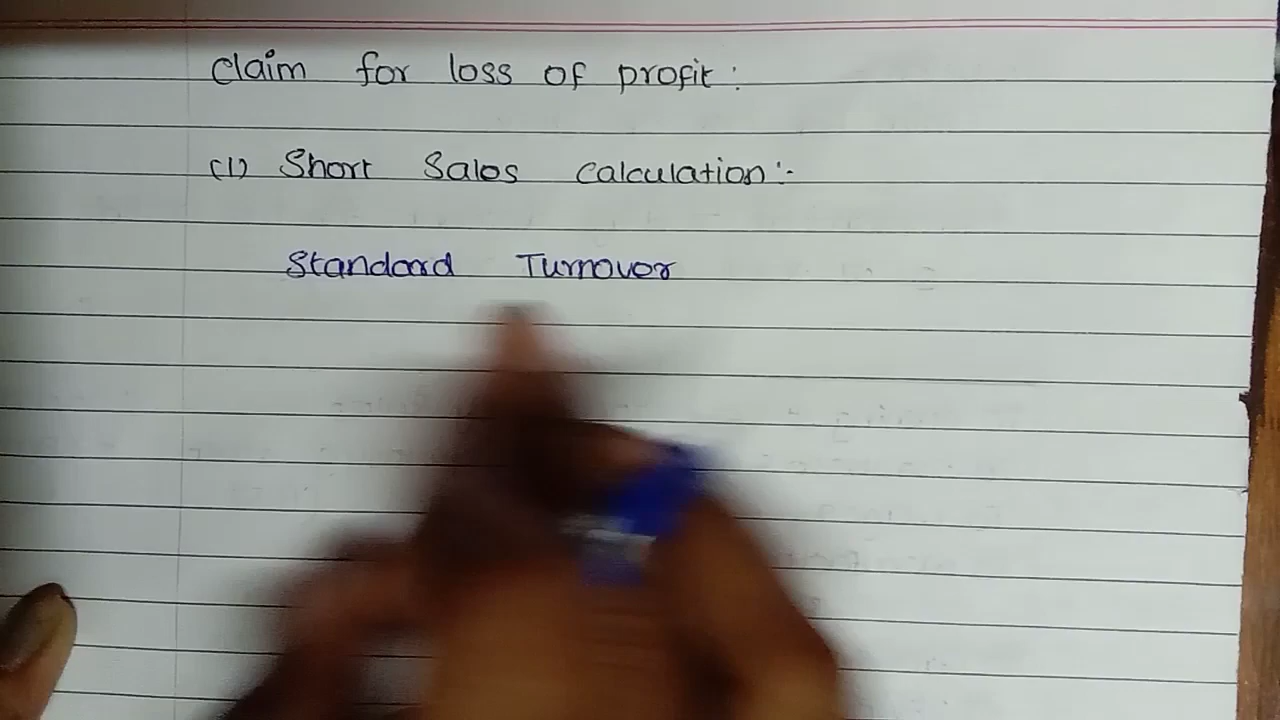 Claim for loss of profit:
(1) Short Sales Calculation:-
Standard Turnover